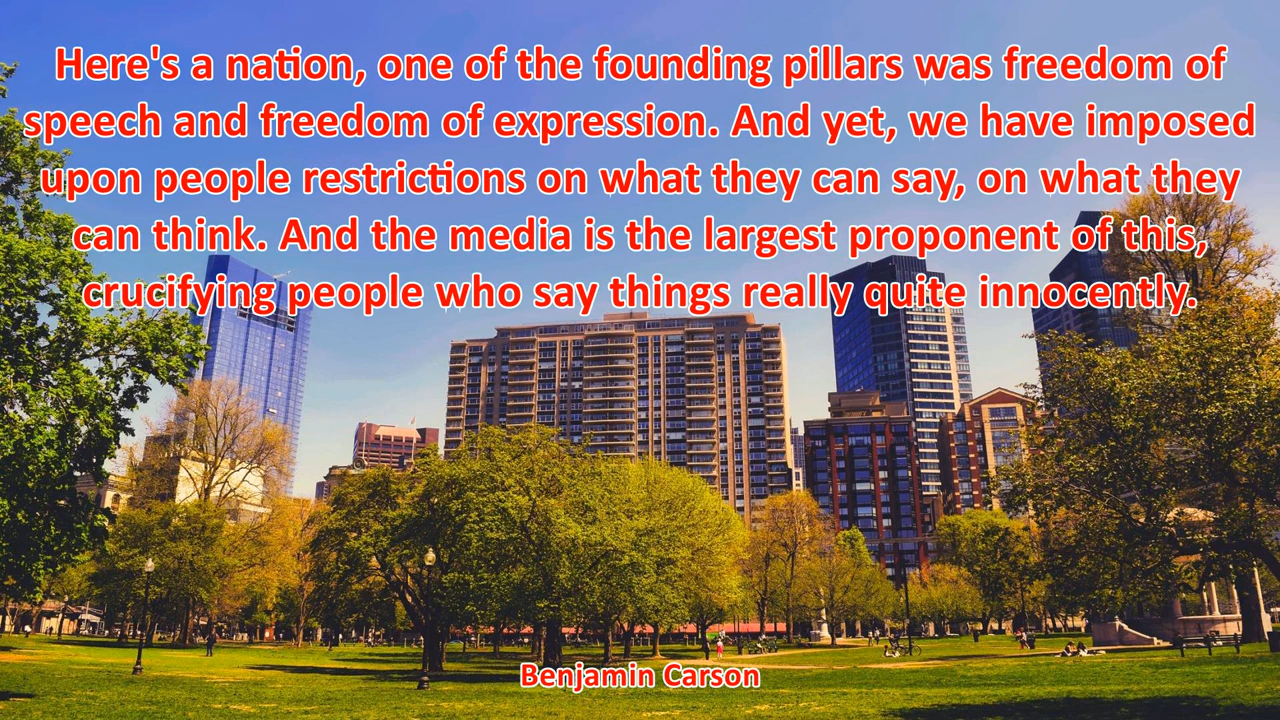 Here's a nation, one of the founding pillars was freedom of
speech and freedom of expression. And yet, we have imposed
upon people restrictions on what they can say, on what they
can think. And the media is the largest proponent of this,
crucifying people who say things really quite innocently.
Benjamin Carson